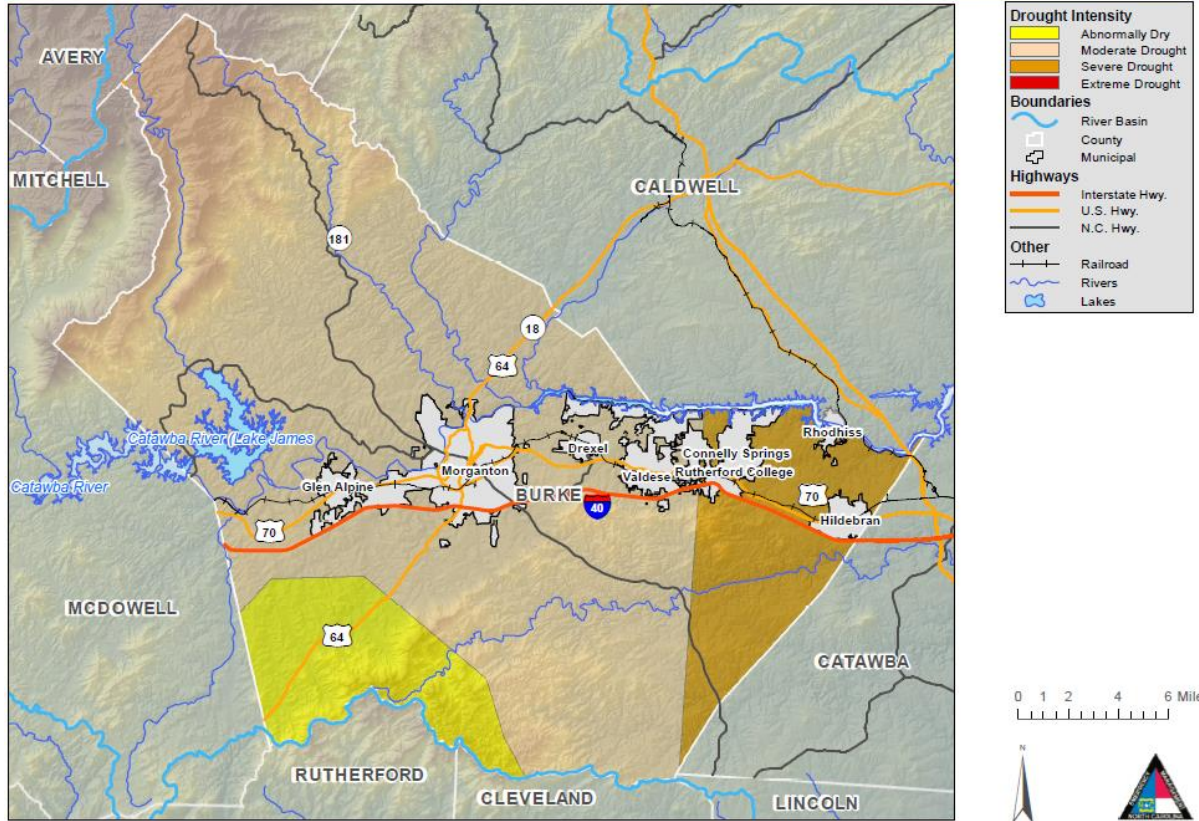 AVERY
MITCHELL
CALDWELL
181
18
64
Catawba River (Lake James
Catawba River
Rhodhiss
Drexel
Connelly Springs
Morganton
Valdese
Rutherford College
Glen Alpine
BURKE
70
40
Hildebran
70
MCDOWELL
64
CATAWBA
RUTHERFORD
CLEVELAND
LINCOLN
Drought Intensity
Abnormally Dry
Moderate Drought
Severe Drought
Extreme Drought
Boundaries
River Basin
County
Municipal
Highways
Interstate Hwy.
U.S. Hwy.
N.C. Hwy.
Other
Railroad
Rivers
Lakes
0 1 2 4 6 Mile
N
NORTH CAROLINA